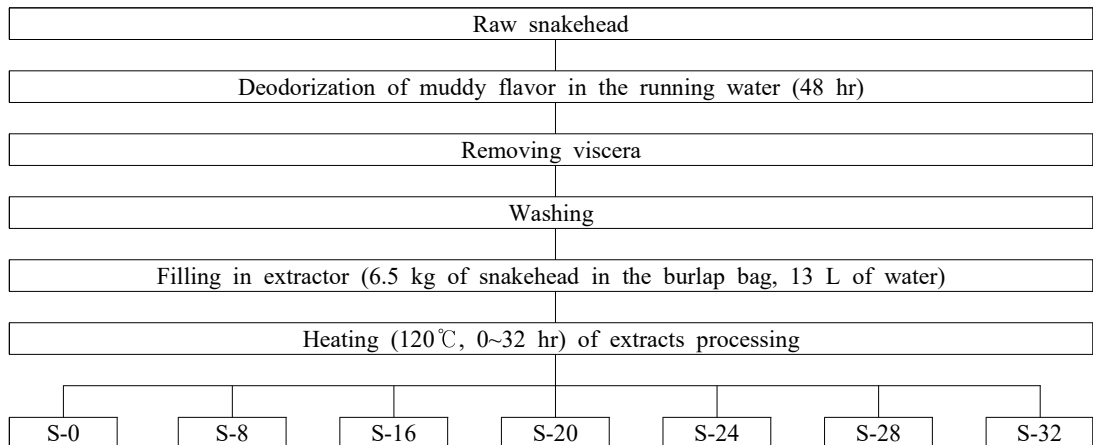 Raw snakehead
Deodorization of muddy flavor in the running water (48 hr)
Removing viscera
Washing
Filling in extractor (6.5 kg of snakehead in the burlap bag, 13 L of water)
Heating (120℃, 0~32 hr) of extracts processing
S-0 S-8 S-16 S-20 S-24 S-28 S-32